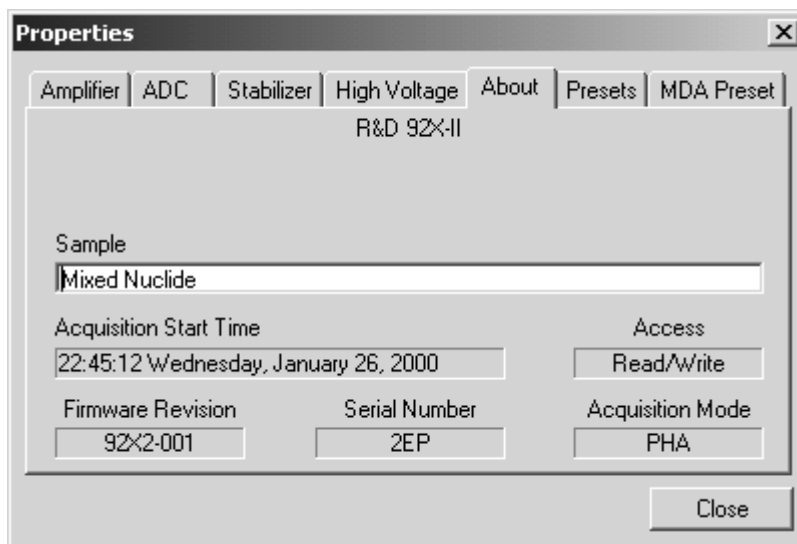 Properties
Amplifier ADC Stabilizer High Voltage About Presets MDA Preset
R&D 92X-II
Sample
Mixed Nuclide
Acquisition Start Time Access
22:45:12 Wednesday, January 26, 2000 Read/Write
Firmware Revision Serial Number Acquisition Mode
92X2-001 2EP PHA
Close